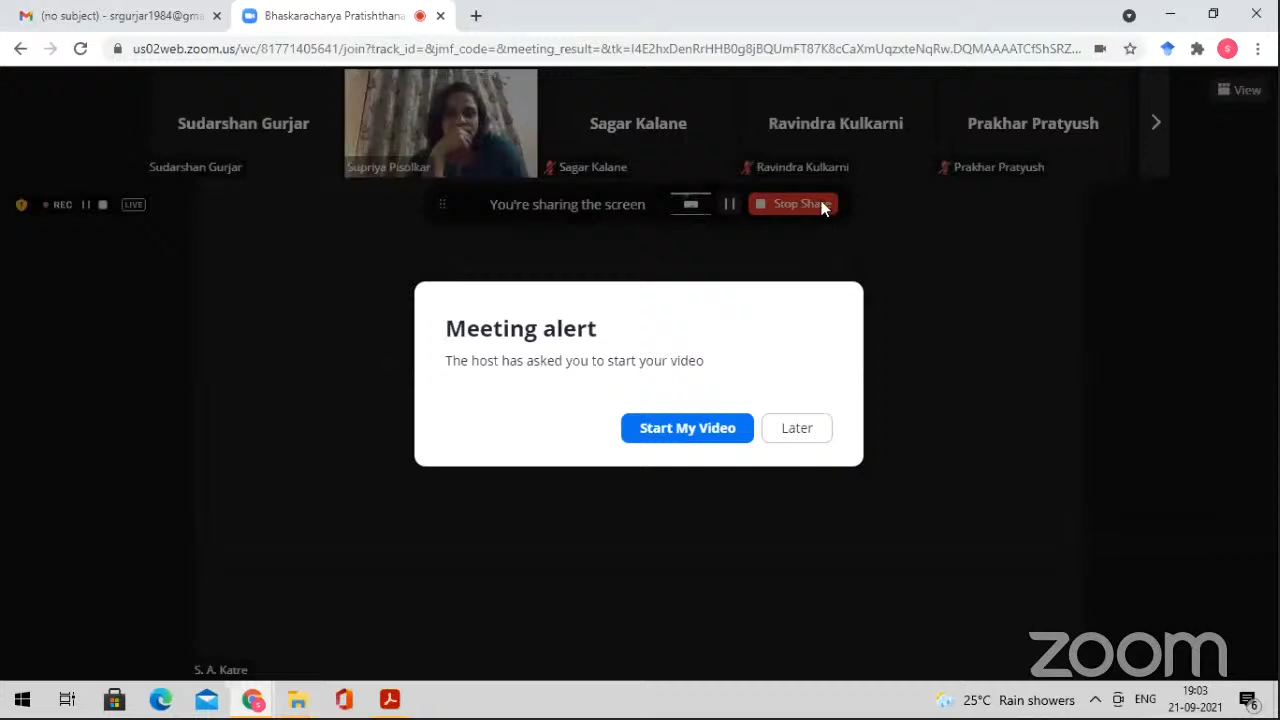 (no subject) - srgurjar1984@gma
Bhaskaracharya Pratishthana
us02web.zoom.us/wc/81771405641/join?track_id=&jmf_code=&meeting_result=&tk=
View
Sudarshan Gurjar
Sagar Kalane
Ravindra Kulkarni
Prakhar Pratyush
Sudarshan Gurjar
Supriya Pisolkar
Sagar Kalane
Ravindra Kulkarni
Prakhar Pratyush
REC
LIVE
You're sharing the screen
Stop Share
Meeting alert
The host has asked you to start your video
Start My Video
Later
zoom
S. A. Katre
25°C Rain showers
ENG
19:03
21-09-2021
6